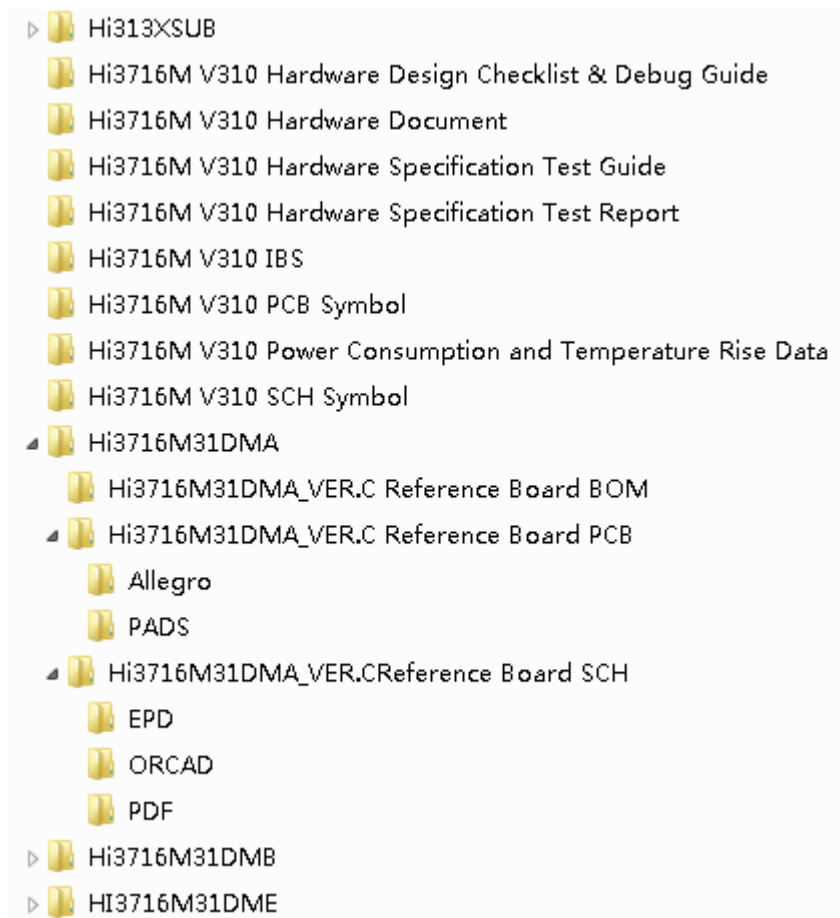 Hi313XSUB
Hi3716M V310 Hardware Design Checklist & Debug Guide
Hi3716M V310 Hardware Document
Hi3716M V310 Hardware Specification Test Guide
Hi3716M V310 Hardware Specification Test Report
Hi3716M V310 IBS
Hi3716M V310 PCB Symbol
Hi3716M V310 Power Consumption and Temperature Rise Data
Hi3716M V310 SCH Symbol
Hi3716M31DMA
Hi3716M31DMA_VER.C Reference Board BOM
Hi3716M31DMA_VER.C Reference Board PCB
Allegro
PADS
Hi3716M31DMA_VER.CReference Board SCH
EPD
ORCAD
PDF
Hi3716M31DMB
HI3716M31DME